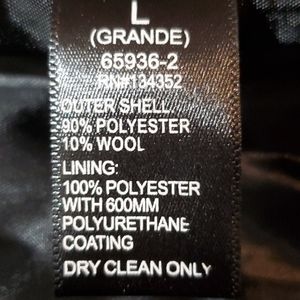 L
(GRANDE)
65936-2
RN#134352
OUTER SHELL
90% POLYESTER
10% WOOL
LINING:
100% POLYESTER
WITH 600MM
POLYURETHANE
COATING
DRY CLEAN ONLY